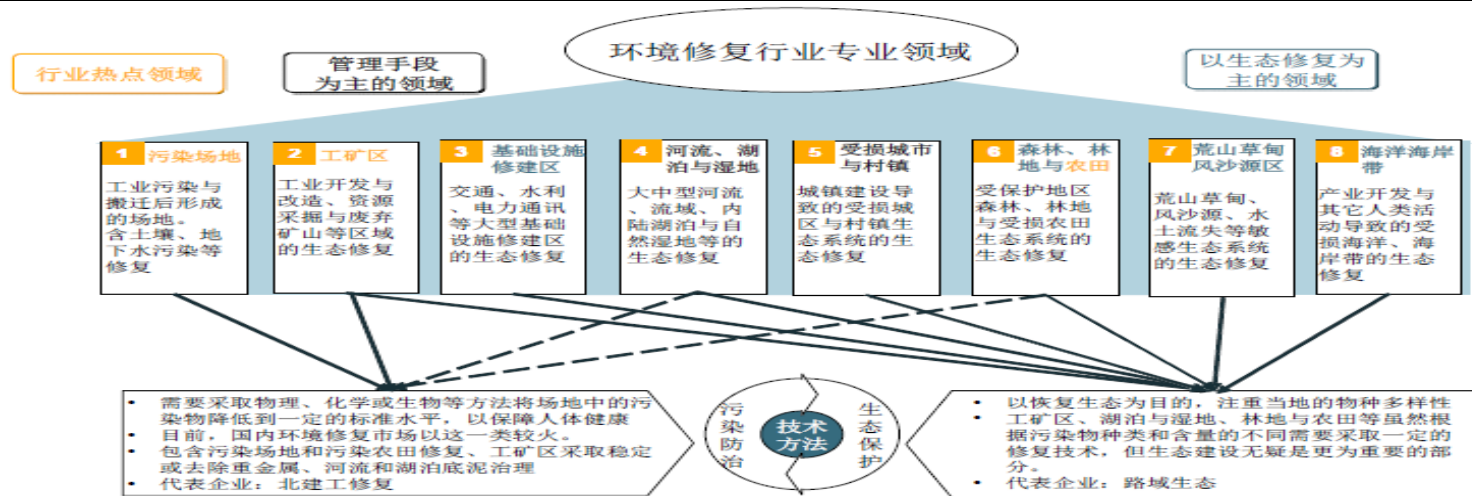 环境修复行业专业领域
行业热点领域
管理手段
为主的领域
以生态修复为
主的领域
1 污染场地
工业污染与
搬迁后形成
的场地。
含土壤、地
下水污染等
修复
2 工矿区
工业开发与
改造、资源
采掘与废弃
矿山等区域
的生态修复
3 基础设施
修建区
交通、水利
、电力通讯
等大型基础
设施修建区
的生态修复
4 河流、湖
泊与湿地
大中型河流
、流域、内
陆湖泊与自
然湿地等的
生态修复
5 受损城市
与村镇
城镇建设导
致的受损城
区与村镇生
态系统的生
态修复
6 森林、林
地与农田
受保护地区
森林、林地
与受损农田
生态系统的
生态修复
7 荒山草甸
风沙源区
荒山草甸、
风沙源、水
土流失等敏
感生态系统
的生态修复
8 海洋海岸
带
产业开发与
其它人类活
动导致的受
损海洋、海
岸带的生态
修复
• 需要采取物理、化学或生物等方法将场地中的污
染物降低到一定的标准水平，以保障人体健康
• 目前，国内环境修复市场以这一类较火。
• 包含污染场地和污染农田修复、工矿区采取稳定
或去除重金属、河流和湖泊底泥治理
• 代表企业：北建工修复
污染防治
技术
方法
生态保护
• 以恢复生态为目的，注重当地的物种多样性
• 工矿区、湖泊与湿地、林地与农田等虽然根
据污染物种类和含量的不同需要采取一定的
修复技术，但生态建设无疑是更为重要的部
分。
• 代表企业：路域生态